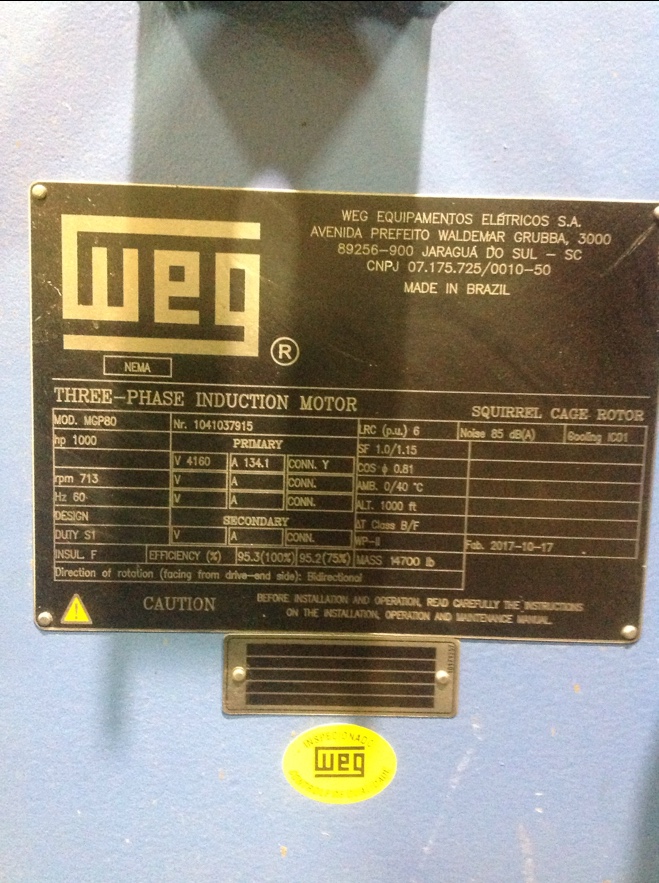 WEG EQUIPAMENTOS ELÉTRICOS S.A.
AVENIDA PREFEITO WALDEMAR GRUBBA, 3000
89256-900 JARAGUÁ DO SUL - SC
CNPJ 07.175.725/0010-50
MADE IN BRAZIL
weg ®
NEMA
THREE-PHASE INDUCTION MOTOR
SQUIRREL CAGE ROTOR
MOD. MGP80 Nr. 1041037915 LRC (p.u.) 6 Noise 85 dB(A) Cooling IC01
hp 1000 PRIMARY SF 1.0/1.15
V 4160 A 134.1 CONN. Y COS ϕ 0.81
rpm 713 V A CONN. AMB. 0/40 °C
Hz 60 V A CONN. ALT. 1000 ft
DESIGN SECONDARY ΔT Class B/F
DUTY S1 V A CONN. WP-II Fab. 2017-10-17
INSUL. F EFFICIENCY (%) 95.3(100%) 95.2(75%) MASS 14700 lb
Direction of rotation (facing from drive-end side): Bidirectional
CAUTION
BEFORE INSTALLATION AND OPERATION, READ CAREFULLY THE INSTRUCTIONS
ON THE INSTALLATION, OPERATION AND MAINTENANCE MANUAL.
INSPECIONADO
weg